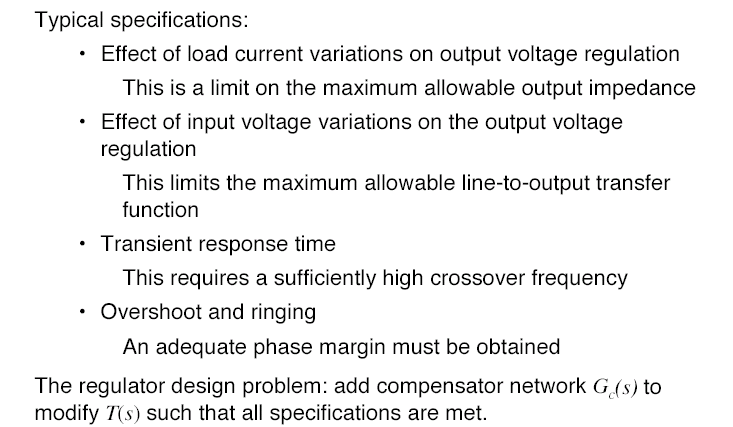 Typical specifications:
• Effect of load current variations on output voltage regulation
This is a limit on the maximum allowable output impedance
• Effect of input voltage variations on the output voltage
regulation
This limits the maximum allowable line-to-output transfer
function
• Transient response time
This requires a sufficiently high crossover frequency
• Overshoot and ringing
An adequate phase margin must be obtained
The regulator design problem: add compensator network G_c(s) to
modify T(s) such that all specifications are met.